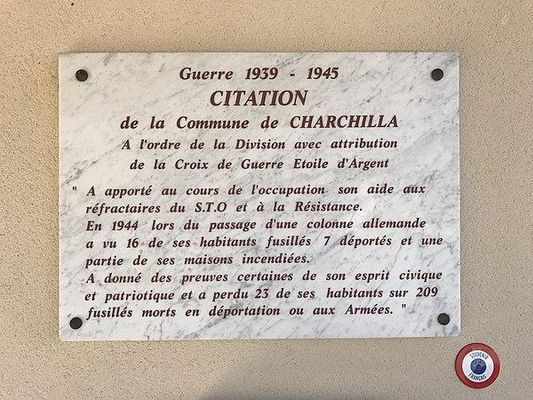 Guerre 1939 - 1945
CITATION
de la Commune de CHARCHILLA
A l'ordre de la Division avec attribution
de la Croix de Guerre Etoile d'Argent
" A apporté au cours de l'occupation son aide aux
réfractaires du S.T.O et à la Résistance.
En 1944 lors du passage d'une colonne allemande
a vu 16 de ses habitants fusillés 7 déportés et une
partie de ses maisons incendiées.
A donné des preuves certaines de son esprit civique
et patriotique et a perdu 23 de ses habitants sur 209
fusillés morts en déportation ou aux Armées. "
SOUVENIR
FRANÇAIS